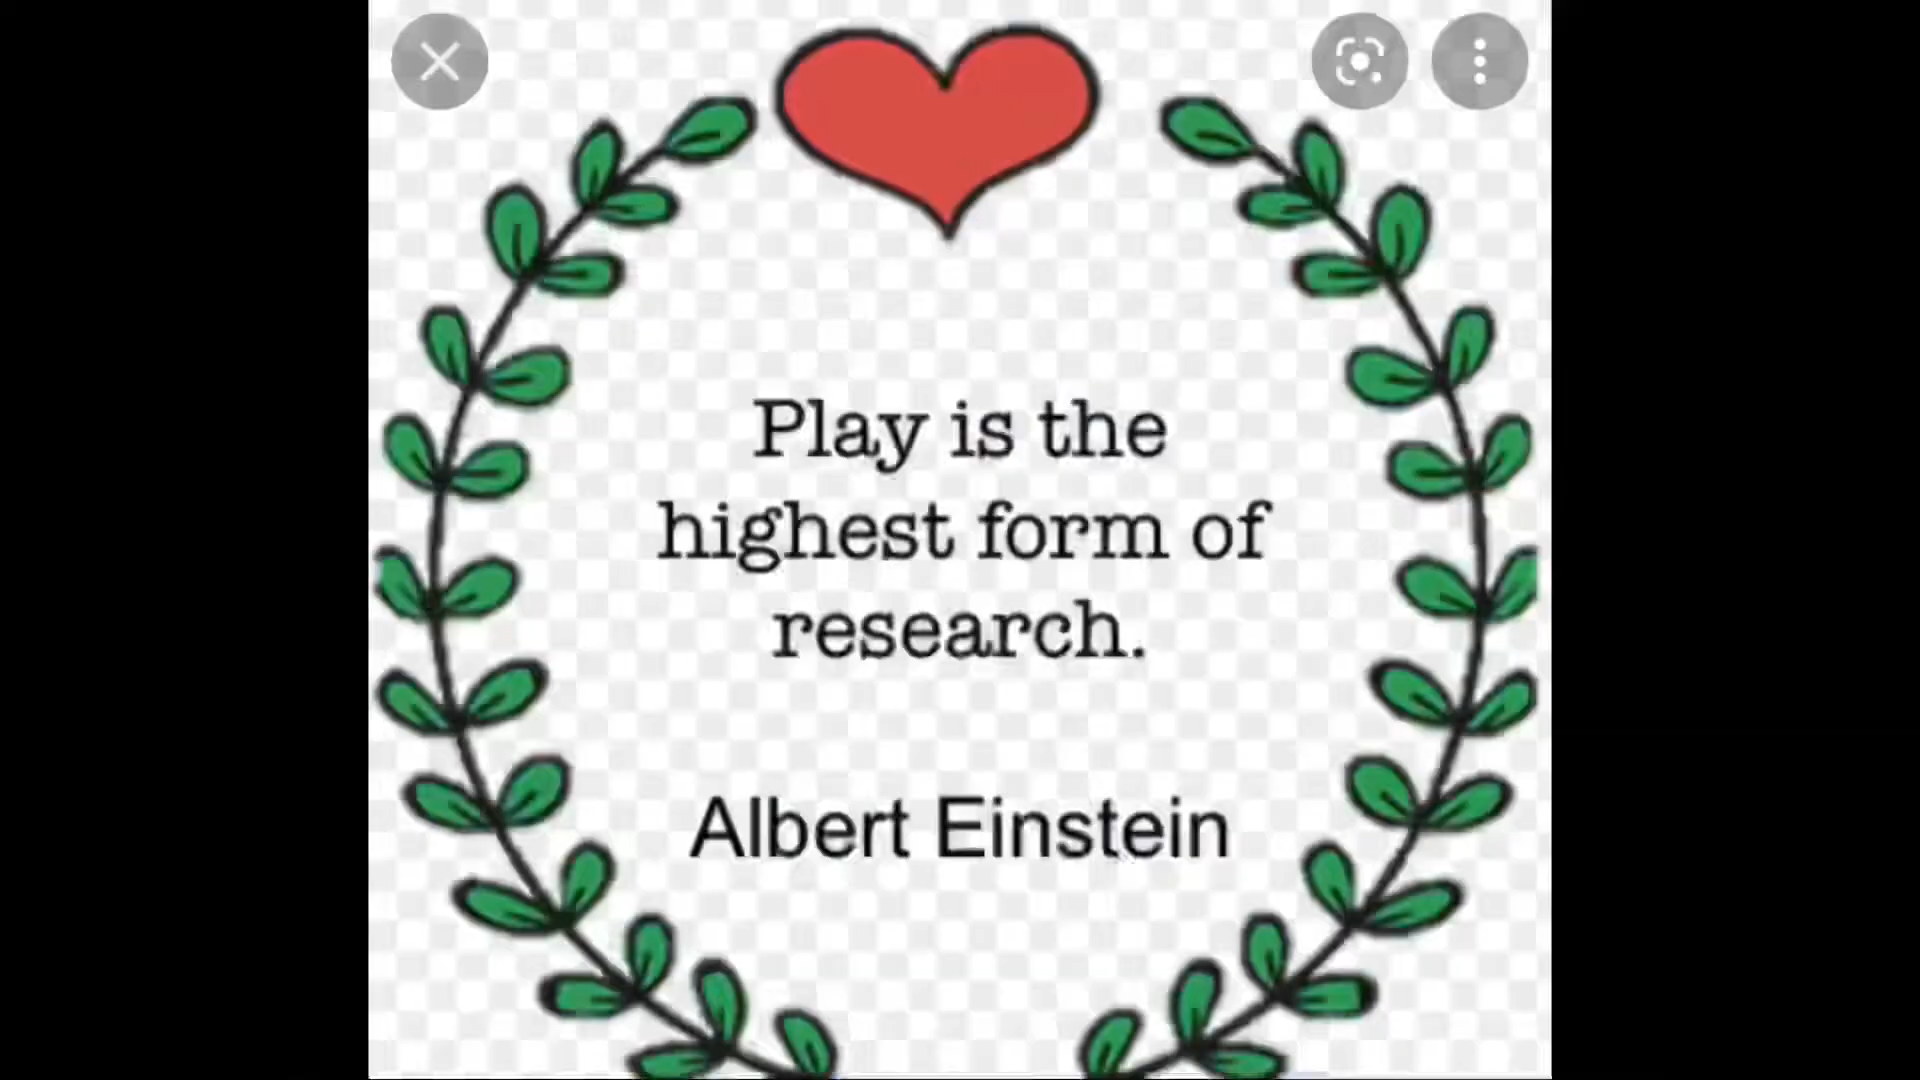 Play is the
highest form of
research.
Albert Einstein